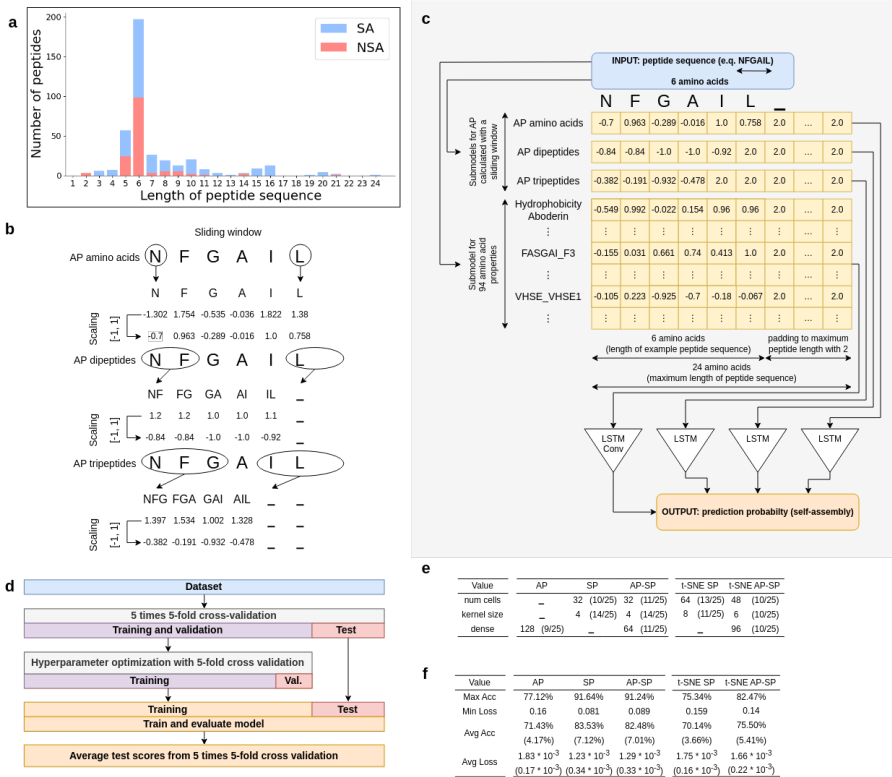 a
SA
NSA
Number of peptides
200
150
100
50
0
1 2 3 4 5 6 7 8 9 10 11 12 13 14 15 16 17 18 19 20 21 22 23 24
Length of peptide sequence
b
Sliding window
AP amino acids N F G A I L
N F G A I L
Scaling [-1, 1]
-1.302 1.754 -0.535 -0.036 1.822 1.38
-0.7 0.963 -0.289 -0.016 1.0 0.758
AP dipeptides N F G A I L
NF FG GA AI IL _
Scaling [-1, 1]
1.2 1.2 1.0 1.0 1.1
-0.84 -0.84 -1.0 -1.0 -0.92 _
AP tripeptides N F G A I L
NFG FGA GAI AIL _ _
Scaling [-1, 1]
1.397 1.534 1.002 1.328 _ _
-0.382 -0.191 -0.932 -0.478 _ _
c
INPUT: peptide sequence (e.q. NFGAIL)
6 amino acids
N F G A I L _
Submodels for AP calculated with a sliding window
AP amino acids -0.7 0.963 -0.289 -0.016 1.0 0.758 2.0 ... 2.0
AP dipeptides -0.84 -0.84 -1.0 -1.0 -0.92 2.0 2.0 ... 2.0
AP tripeptides -0.382 -0.191 -0.932 -0.478 2.0 2.0 2.0 ... 2.0
Submodel for 94 amino acid properties
Hydrophobicity Aboderin -0.549 0.992 -0.022 0.154 0.96 0.96 2.0 ... 2.0
⋮ ⋮ ⋮ ⋮ ⋮ ⋮ ⋮ ⋮ ⋮ ⋮
FASGAI_F3 -0.155 0.031 0.661 0.74 0.413 1.0 2.0 ... 2.0
⋮ ⋮ ⋮ ⋮ ⋮ ⋮ ⋮ ⋮ ⋮ ⋮
VHSE_VHSE1 -0.105 0.223 -0.925 -0.7 -0.18 -0.067 2.0 ... 2.0
⋮ ⋮ ⋮ ⋮ ⋮ ⋮ ⋮ ⋮ ⋮ ⋮
6 amino acids padding to maximum
(length of example peptide sequence) peptide length with 2
24 amino acids
(maximum length of peptide sequence)
LSTM Conv LSTM LSTM LSTM
OUTPUT: prediction probabilty (self-assembly)
d
Dataset
5 times 5-fold cross-validation
Training and validation Test
Hyperparameter optimization with 5-fold cross validation
Training Val.
Training Test
Train and evaluate model
Average test scores from 5 times 5-fold cross validation
e
Value AP SP AP-SP t-SNE SP t-SNE AP-SP
num cells _ 32 (10/25) 32 (11/25) 64 (13/25) 48 (10/25)
kernel size _ 4 (14/25) 4 (14/25) 8 (11/25) 6 (10/25)
dense 128 (9/25) _ 64 (11/25) _ 96 (10/25)
f
Value AP SP AP-SP t-SNE SP t-SNE AP-SP
Max Acc 77.12% 91.64% 91.24% 75.34% 82.47%
Min Loss 0.16 0.081 0.089 0.159 0.14
Avg Acc 71.43% 83.53% 82.48% 70.14% 75.50%
(4.17%) (7.12%) (7.01%) (3.66%) (5.41%)
Avg Loss 1.83 * 10⁻³ 1.23 * 10⁻³ 1.29 * 10⁻³ 1.75 * 10⁻³ 1.66 * 10⁻³
(0.17 * 10⁻³) (0.34 * 10⁻³) (0.33 * 10⁻³) (0.16 * 10⁻³) (0.22 * 10⁻³)